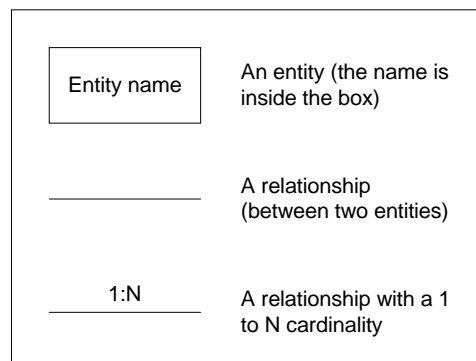 Entity name
An entity (the name is
inside the box)
A relationship
(between two entities)
1:N
A relationship with a 1
to N cardinality